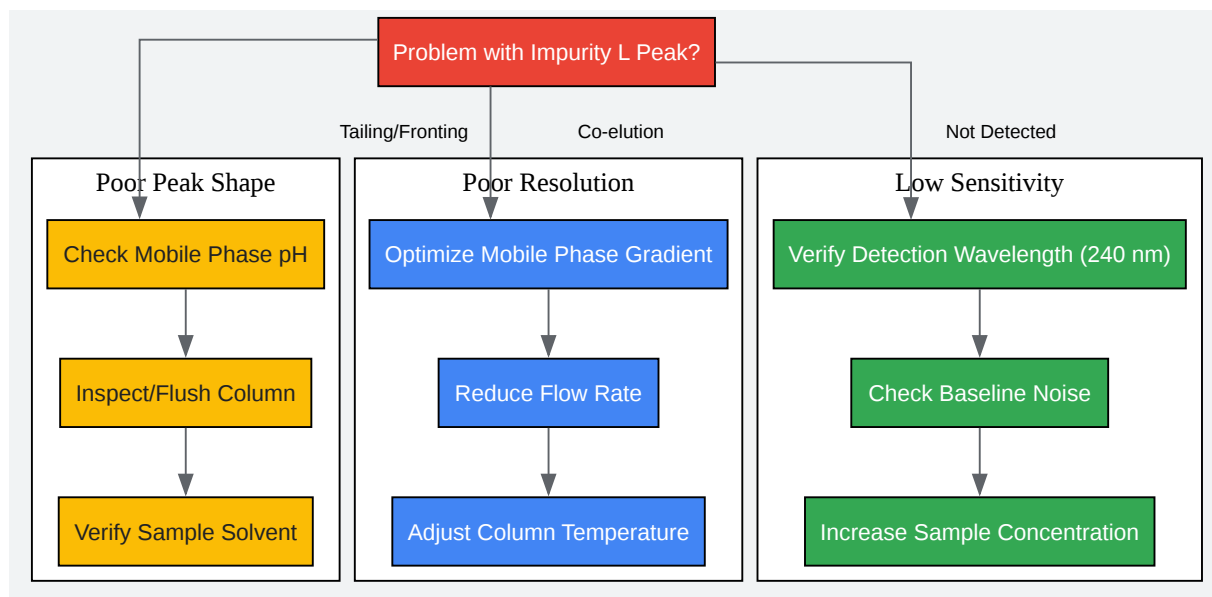 Problem with Impurity L Peak?
Tailing/Fronting
Co-elution
Not Detected
Poor Peak Shape
Check Mobile Phase pH
Inspect/Flush Column
Verify Sample Solvent
Poor Resolution
Optimize Mobile Phase Gradient
Reduce Flow Rate
Adjust Column Temperature
Low Sensitivity
Verify Detection Wavelength (240 nm)
Check Baseline Noise
Increase Sample Concentration